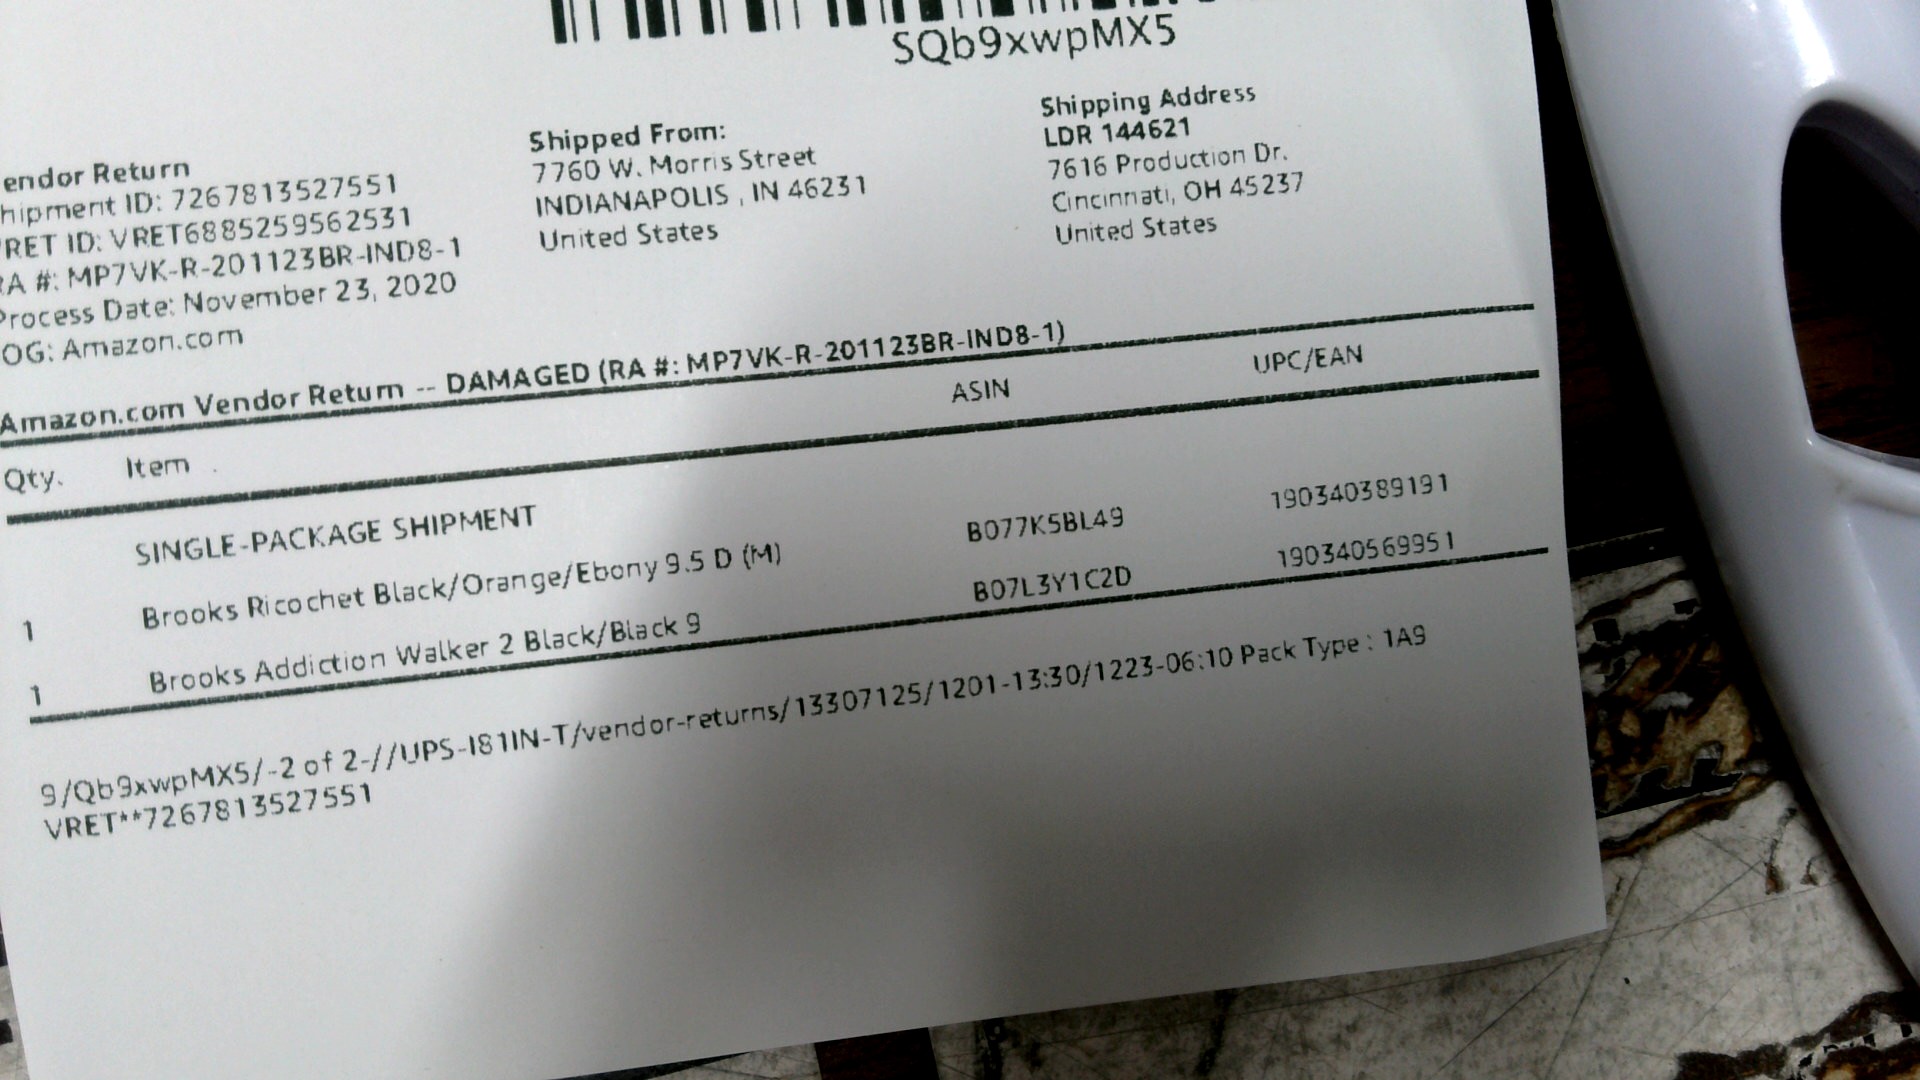 SQb9xwpMX5
endor Return
hipment ID: 7267813527551
RET ID: VRET6885259562531
RA #: MP7VK-R-201123BR-IND8-1
Process Date: November 23, 2020
OG: Amazon.com
Shipped From:
7760 W. Morris Street
INDIANAPOLIS , IN 46231
United States
Shipping Address
LDR 144621
7616 Production Dr.
Cincinnati, OH 45237
United States
Amazon.com Vendor Return -- DAMAGED (RA #: MP7VK-R-201123BR-IND8-1)
Qty. Item ASIN UPC/EAN
SINGLE-PACKAGE SHIPMENT
1 Brooks Ricochet Black/Orange/Ebony 9.5 D (M) B077K5BL49 190340389191
1 Brooks Addiction Walker 2 Black/Black 9 B07L3Y1C2D 190340569951
9/Qb9xwpMX5/-2 of 2-//UPS-I81IN-T/vendor-returns/13307125/1201-13:30/1223-06:10 Pack Type : 1A9
VRET**7267813527551